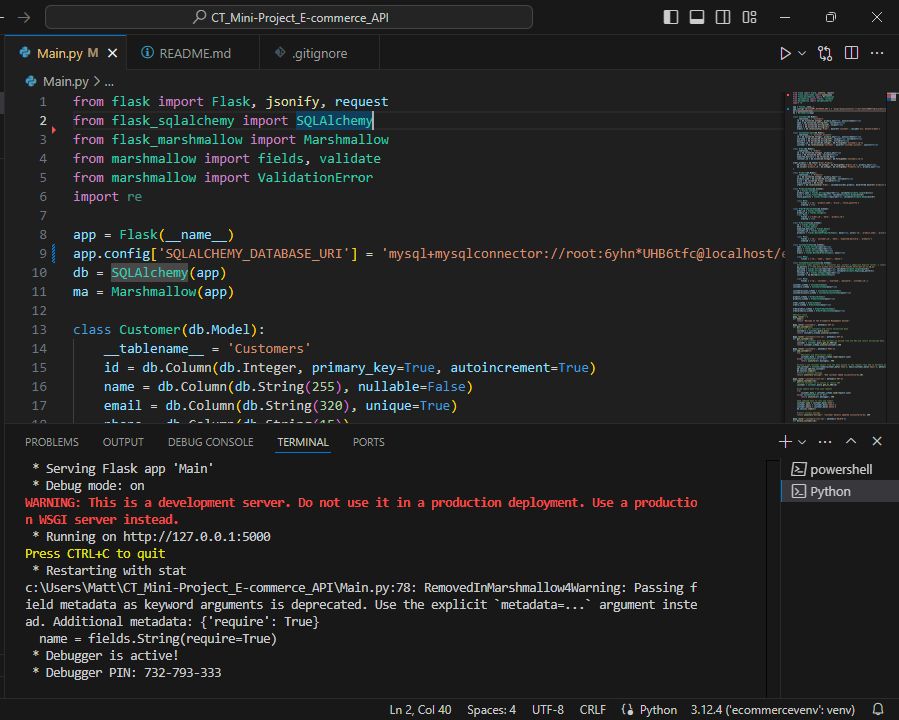 CT_Mini-Project_E-commerce_API
Main.py M
README.md
.gitignore
Main.py > ...
1 from flask import Flask, jsonify, request
2 from flask_sqlalchemy import SQLAlchemy
3 from flask_marshmallow import Marshmallow
4 from marshmallow import fields, validate
5 from marshmallow import ValidationError
6 import re
7
8 app = Flask(__name__)
9 app.config['SQLALCHEMY_DATABASE_URI'] = 'mysql+mysqlconnector://root:6yhn*UHB6tfc@localhost/e
10 db = SQLAlchemy(app)
11 ma = Marshmallow(app)
12
13 class Customer(db.Model):
14 __tablename__ = 'Customers'
15 id = db.Column(db.Integer, primary_key=True, autoincrement=True)
16 name = db.Column(db.String(255), nullable=False)
17 email = db.Column(db.String(320), unique=True)
PROBLEMS OUTPUT DEBUG CONSOLE TERMINAL PORTS
* Serving Flask app 'Main'
* Debug mode: on
WARNING: This is a development server. Do not use it in a production deployment. Use a productio
n WSGI server instead.
* Running on http://127.0.0.1:5000
Press CTRL+C to quit
* Restarting with stat
c:\Users\Matt\CT_Mini-Project_E-commerce_API\Main.py:78: RemovedInMarshmallow4Warning: Passing f
ield metadata as keyword arguments is deprecated. Use the explicit `metadata=...` argument inste
ad. Additional metadata: {'require': True}
name = fields.String(require=True)
* Debugger is active!
* Debugger PIN: 732-793-333
powershell
Python
Ln 2, Col 40 Spaces: 4 UTF-8 CRLF Python 3.12.4 ('ecommercevenv': venv)